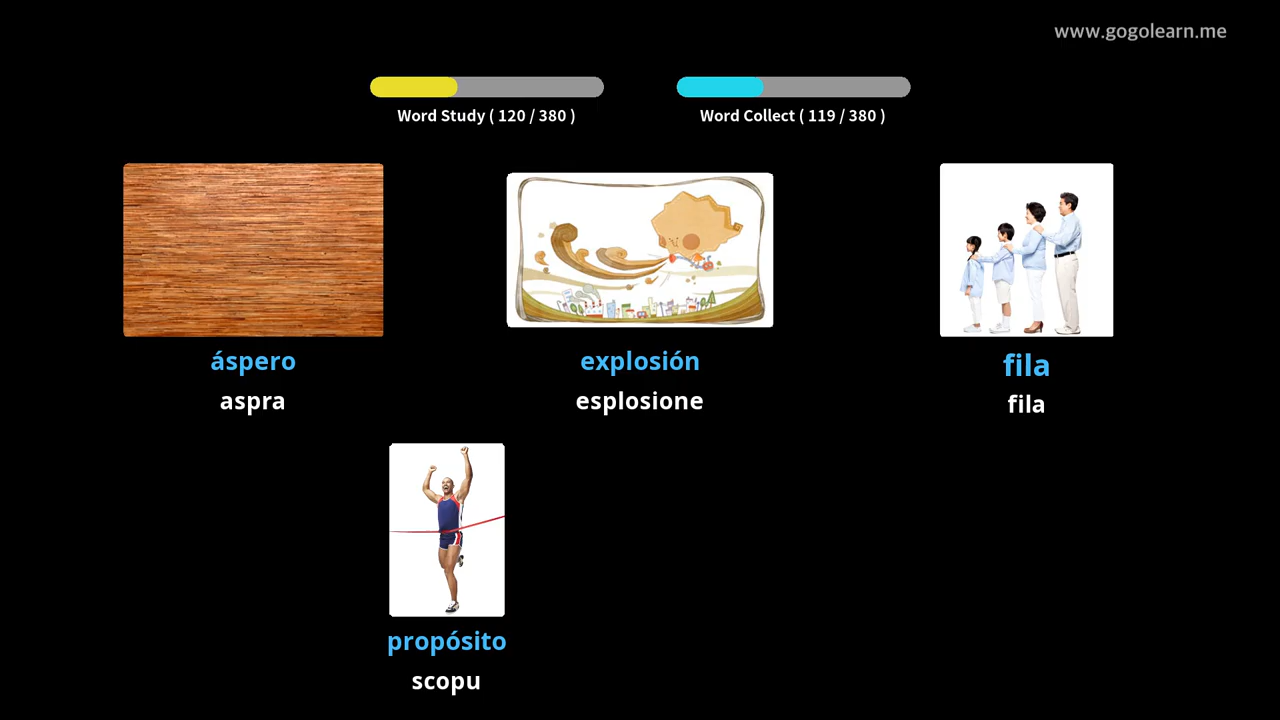 www.gogolearn.me
Word Study ( 120 / 380 )
Word Collect ( 119 / 380 )
áspero
aspra
explosión
esplosione
fila
fila
propósito
scopu